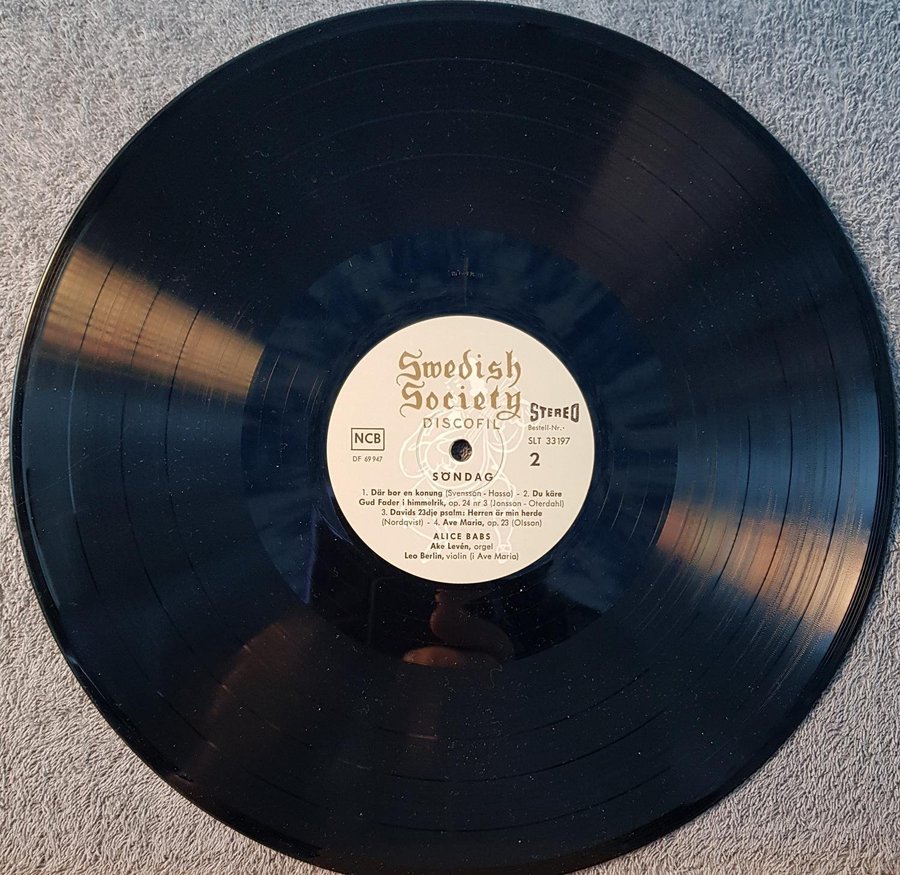 Swedish
Society
DISCOFIL
STEREO
Bestell-Nr.·
SLT 33197
NCB
DF 69 947
2
SÖNDAG
1. Där bor en konung (Svensson - Hasso) - 2. Du käre
Gud Fader i himmelrik, op. 24 nr 3 (Jonsson - Oterdahl)
3. Davids 23dje psalm: Herren är min herde
(Nordqvist) - 4. Ave Maria, op. 23 (Olsson)
ALICE BABS
Åke Levén, orgel
Leo Berlin, violin (i Ave Maria)